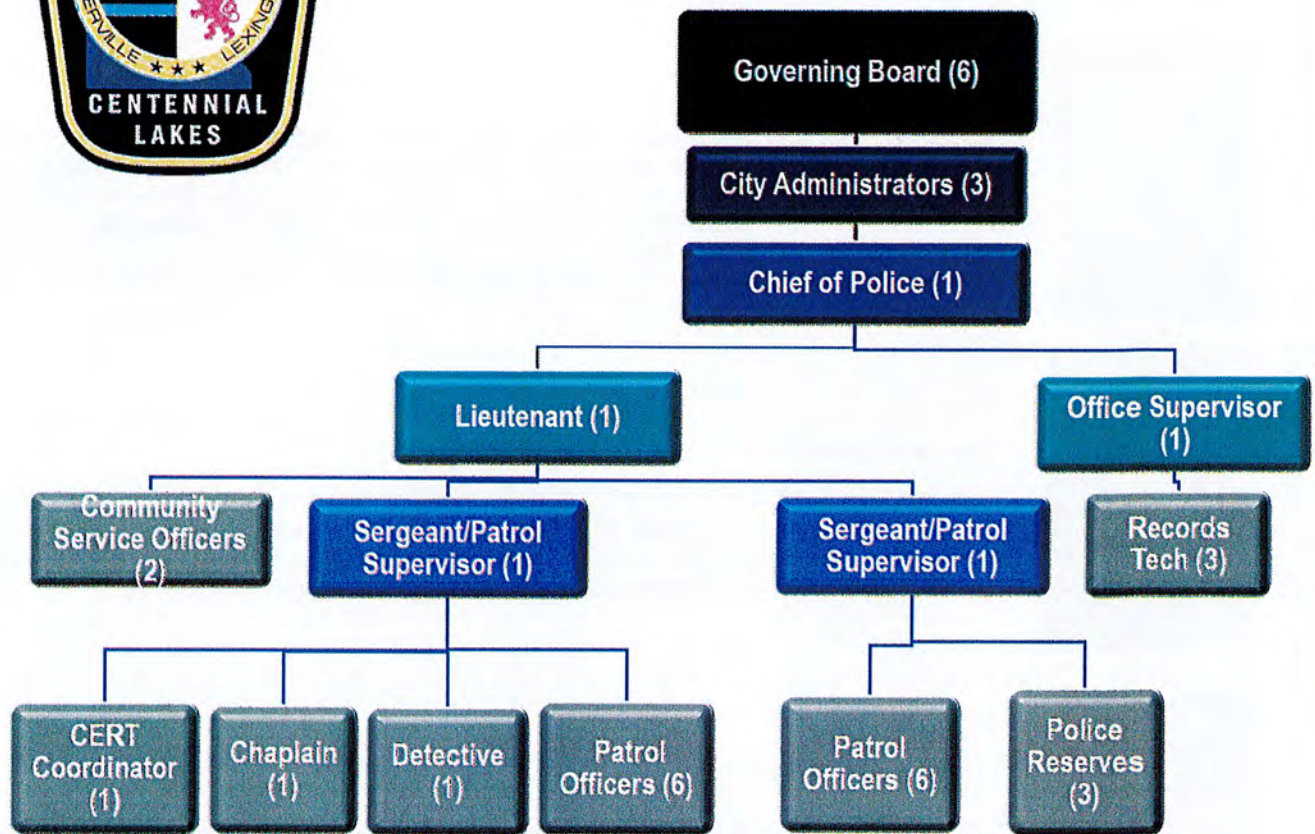 ERVILLE ★★★ LEXING
CENTENNIAL
LAKES
Governing Board (6)
City Administrators (3)
Chief of Police (1)
Lieutenant (1)
Office Supervisor
(1)
Community
Service Officers
(2)
Sergeant/Patrol
Supervisor (1)
Sergeant/Patrol
Supervisor (1)
Records
Tech (3)
CERT
Coordinator
(1)
Chaplain
(1)
Detective
(1)
Patrol
Officers (6)
Patrol
Officers (6)
Police
Reserves
(3)